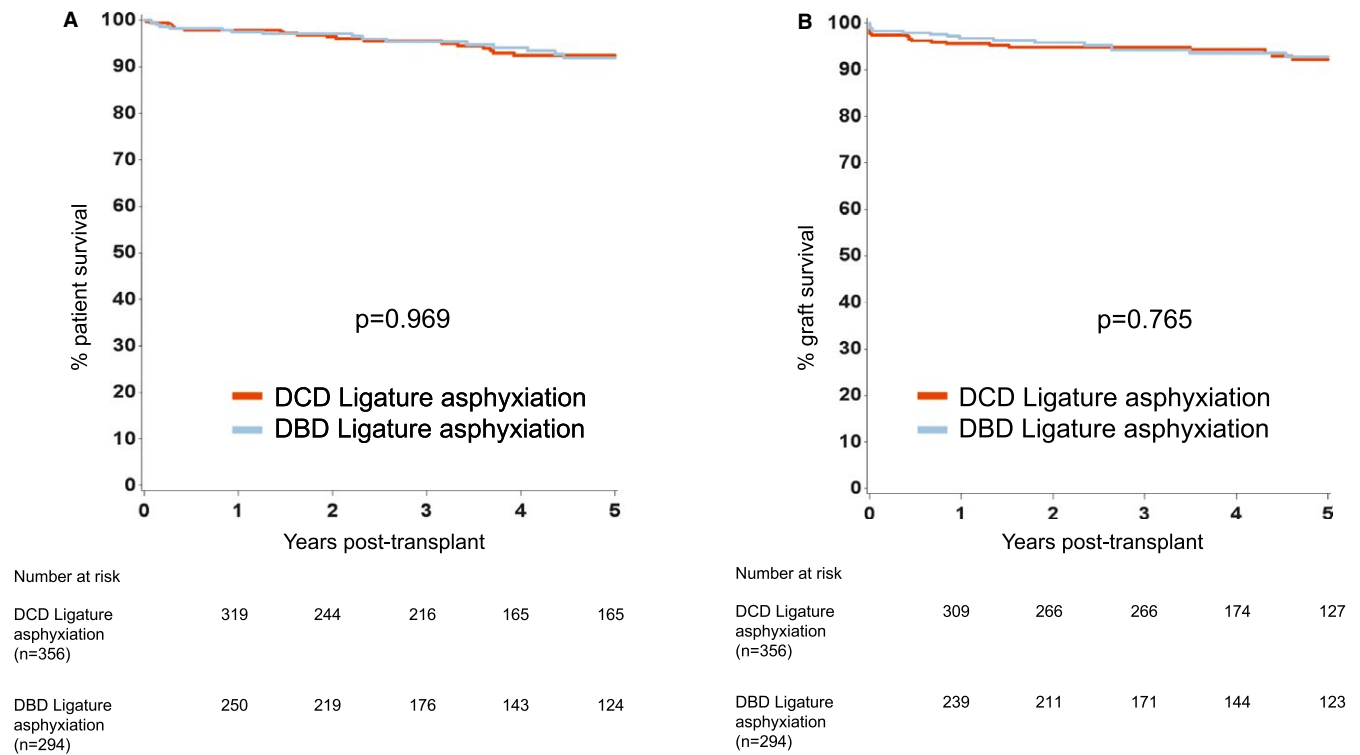 A
100
90
80
70
60
50
40
30
20
10
0
% patient survival
p=0.969
DCD Ligature asphyxiation
DBD Ligature asphyxiation
0 1 2 3 4 5
Years post-transplant
Number at risk
DCD Ligature 319 244 216 165 165
asphyxiation
(n=356)
DBD Ligature 250 219 176 143 124
asphyxiation
(n=294)
B
100
90
80
70
60
50
40
30
20
10
0
% graft survival
p=0.765
DCD Ligature asphyxiation
DBD Ligature asphyxiation
0 1 2 3 4 5
Years post-transplant
Number at risk
DCD Ligature 309 266 266 174 127
asphyxiation
(n=356)
DBD Ligature 239 211 171 144 123
asphyxiation
(n=294)